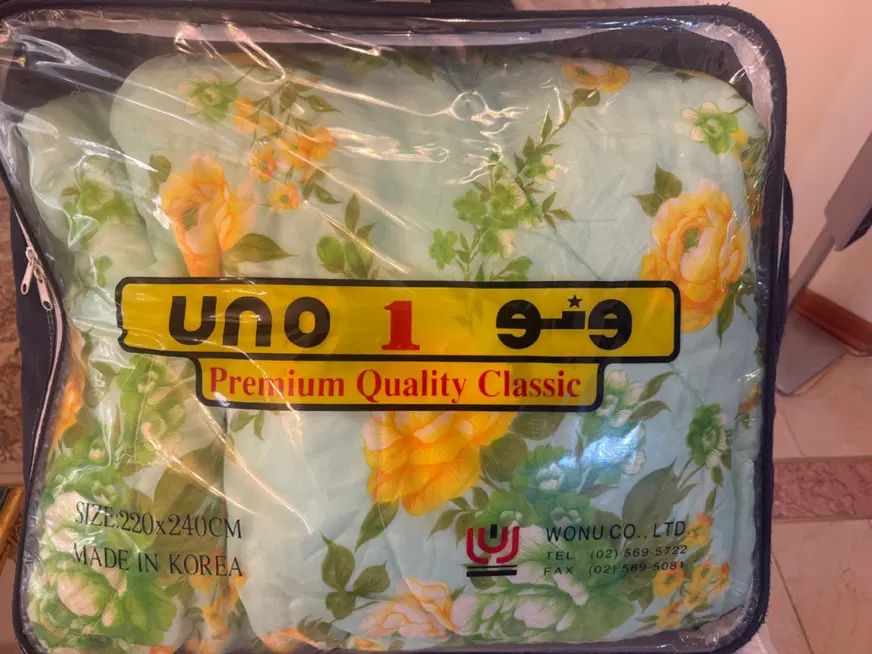 uno 1 ونو
Premium Quality Classic
SIZE:220x240CM
MADE IN KOREA
WONU CO., LTD.
TEL (02) 569-5722
FAX (02) 569-5081